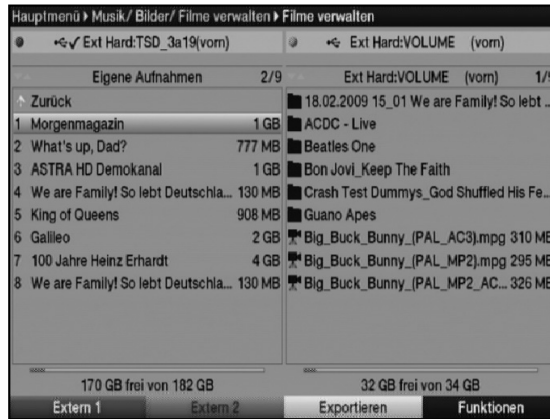 Hauptmenü Musik/ Bilder/ Filme verwalten Filme verwalten
Ext Hard:TSD_3a19(vorn)
Ext Hard:VOLUME (vorn)
Eigene Aufnahmen 2/9
Ext Hard:VOLUME (vorn) 1/9
Zurück
1 Morgenmagazin 1 GB
2 What's up, Dad? 777 MB
3 ASTRA HD Demokanal 1 GB
4 We are Family! So lebt Deutschla... 130 MB
5 King of Queens 908 MB
6 Galileo 2 GB
7 100 Jahre Heinz Erhardt 4 GB
8 We are Family! So lebt Deutschla... 130 MB
18.02.2009 15_01 We are Family! So lebt ..
ACDC - Live
Beatles One
Bon Jovi_Keep The Faith
Crash Test Dummys_God Shuffled His Fe...
Guano Apes
Big_Buck_Bunny_(PAL_AC3).mpg 310 MB
Big_Buck_Bunny_(PAL_MP2).mpg 295 MB
Big_Buck_Bunny_(PAL_MP2_AC... 326 MB
170 GB frei von 182 GB
32 GB frei von 34 GB
Extern 1
Extern 2
Exportieren
Funktionen